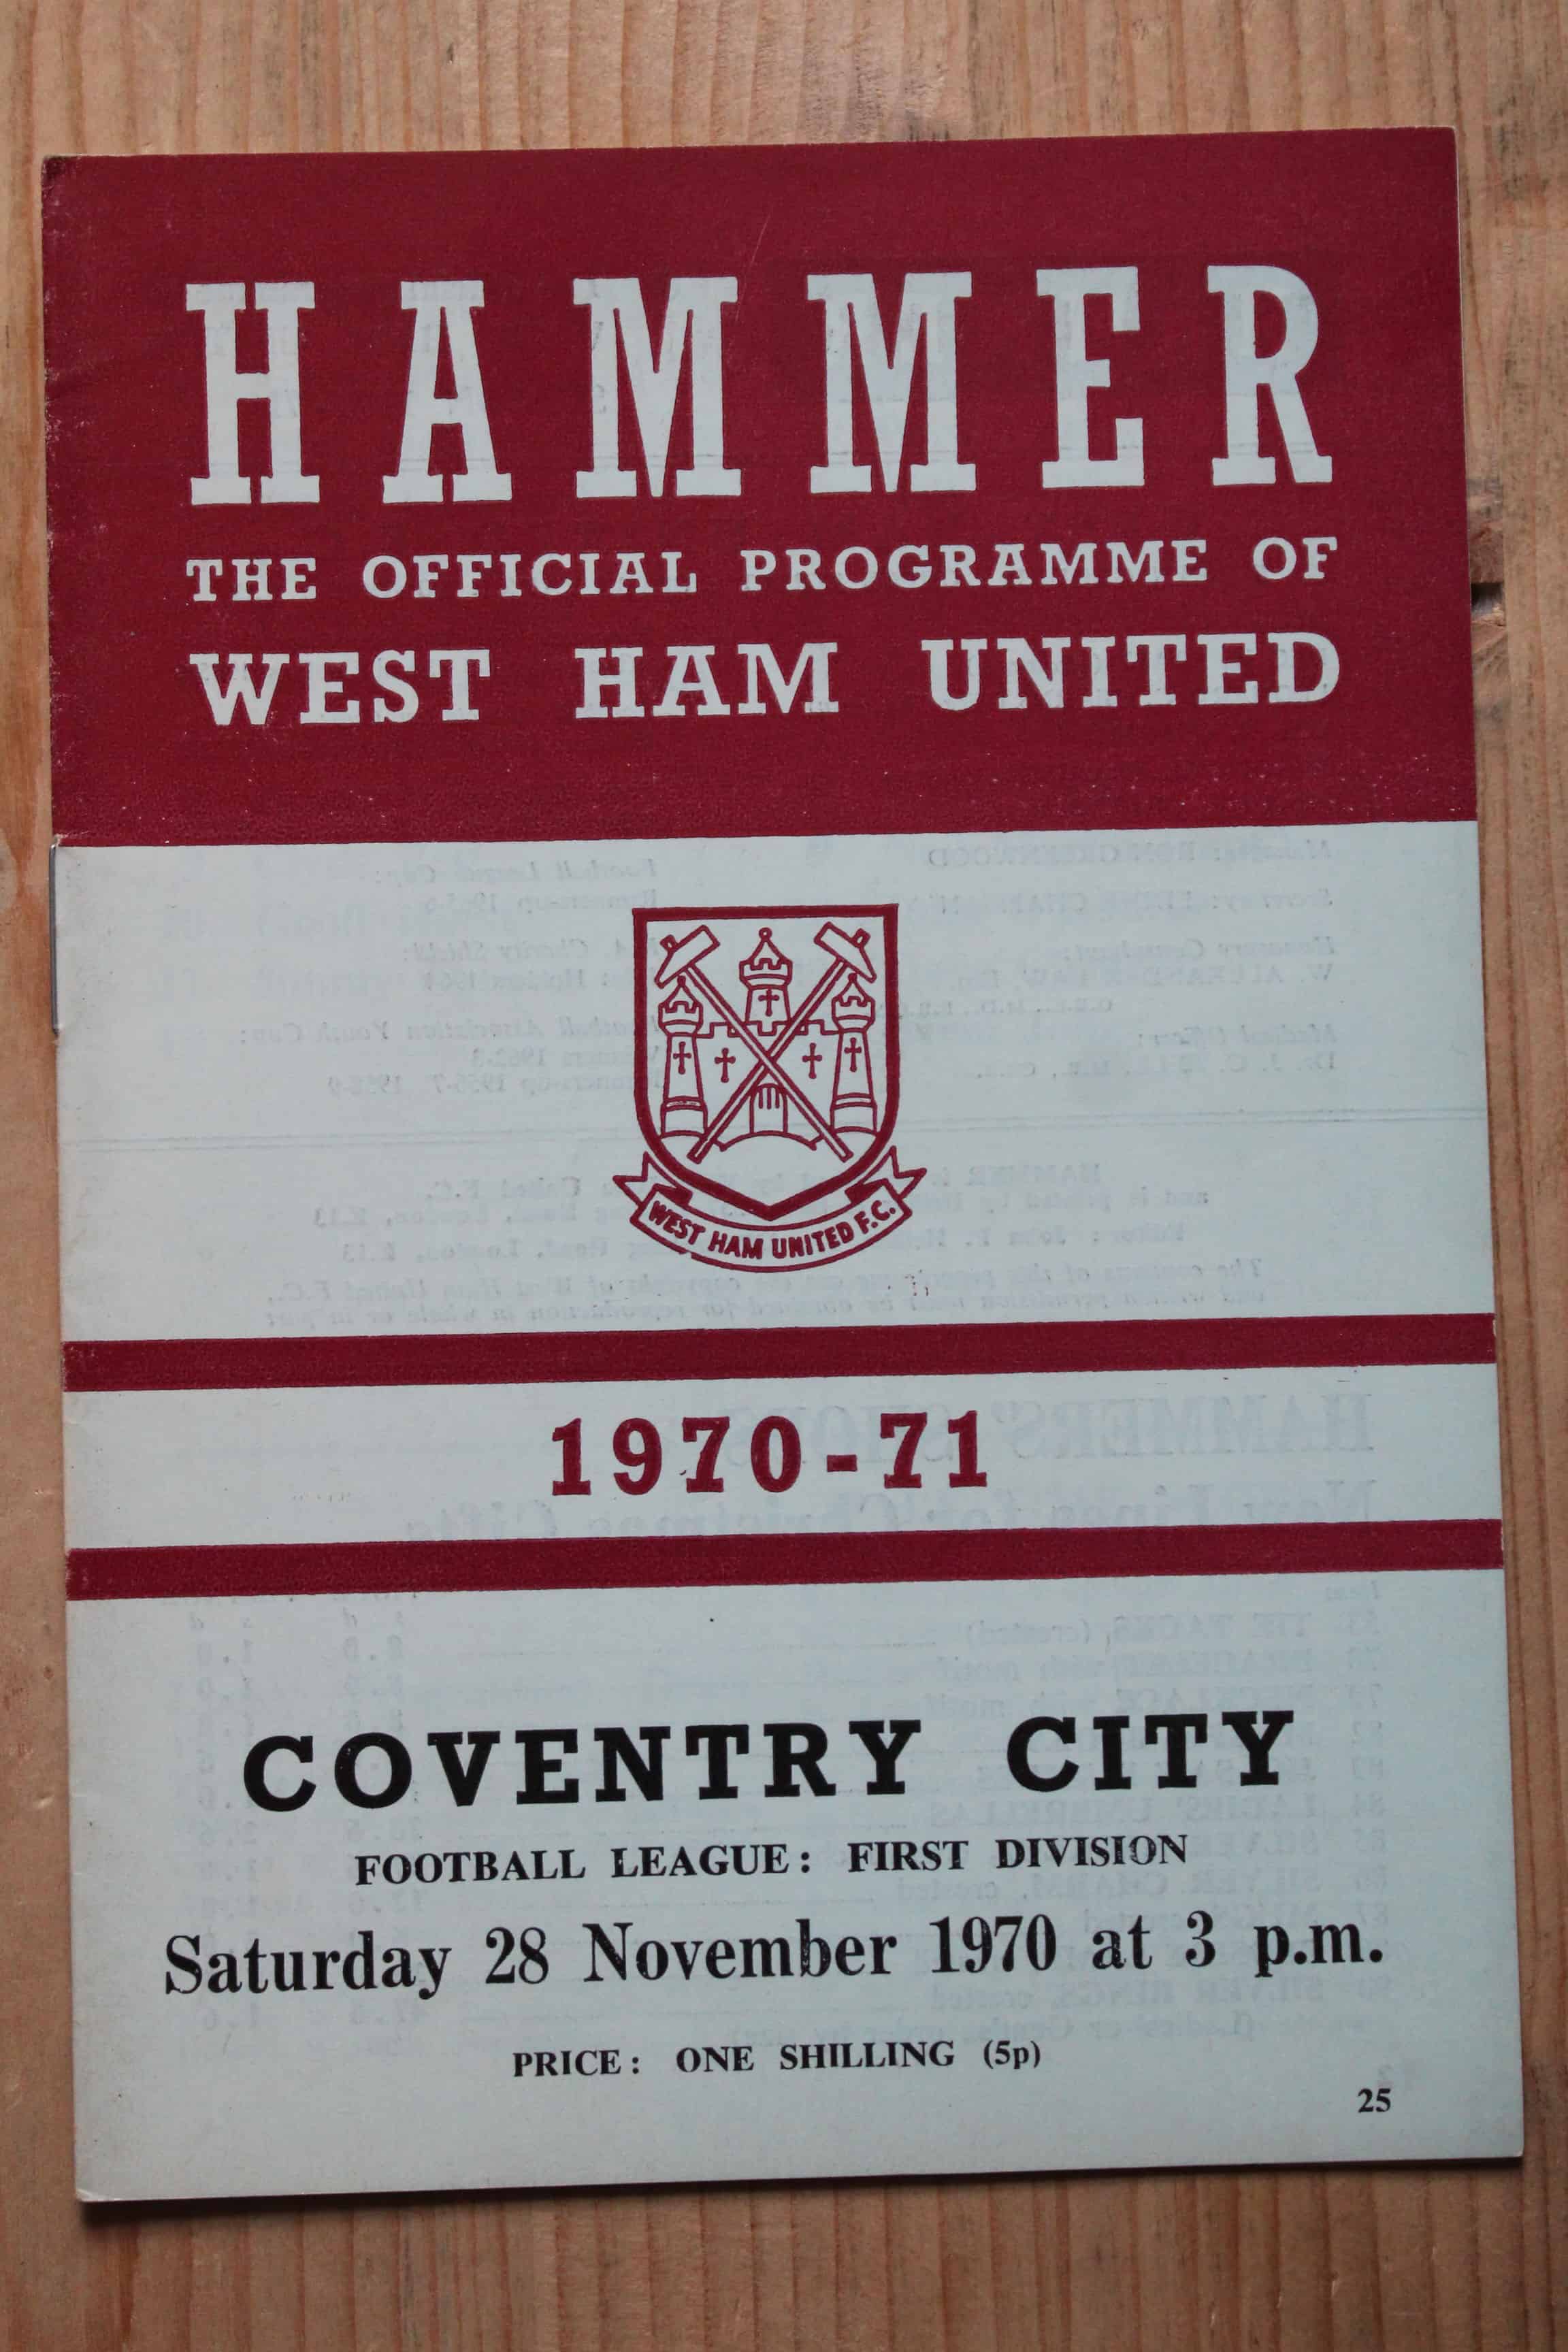 HAMMER
THE OFFICIAL PROGRAMME OF
WEST HAM UNITED
WEST HAM UNITED F.C.
1970-71
COVENTRY CITY
FOOTBALL LEAGUE: FIRST DIVISION
Saturday 28 November 1970 at 3 p.m.
PRICE: ONE SHILLING (5p)
25